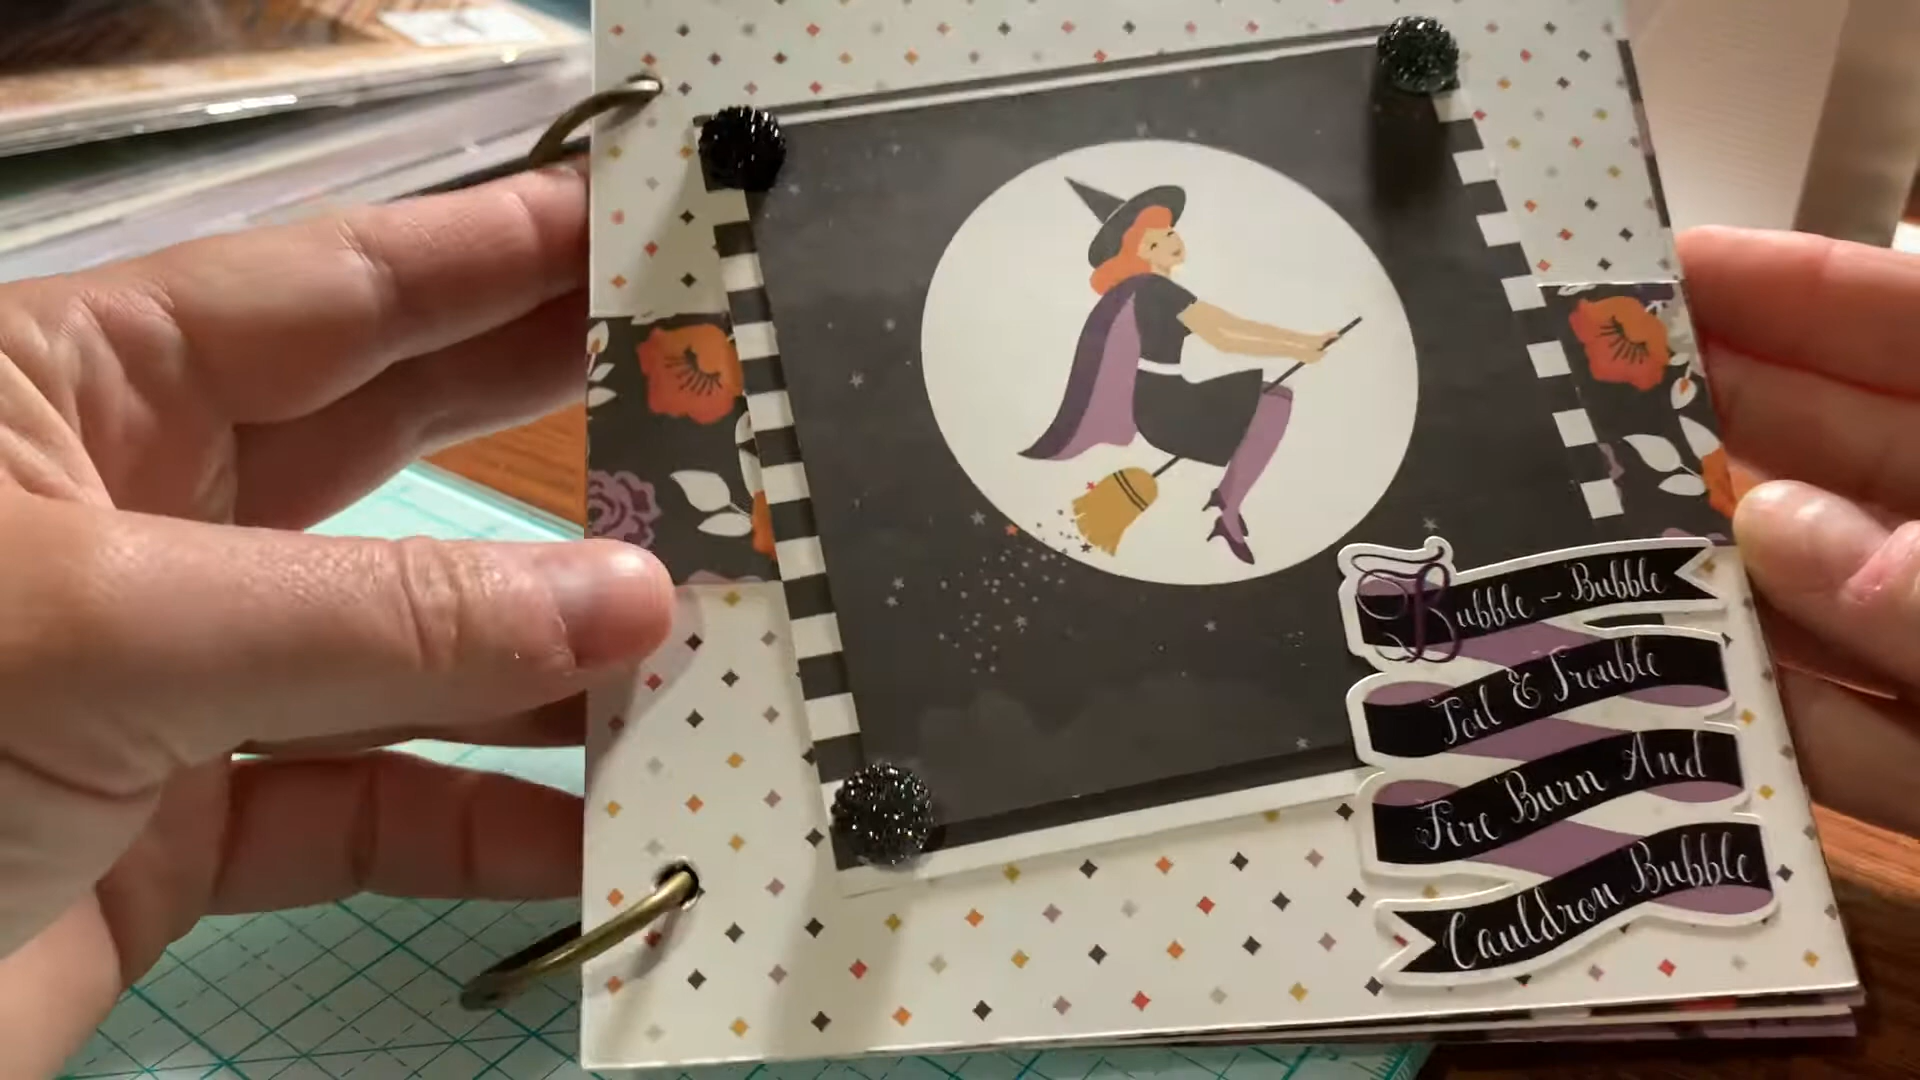 Bubble ~ Bubble
Toil & Trouble
Fire Burn And
Cauldron Bubble